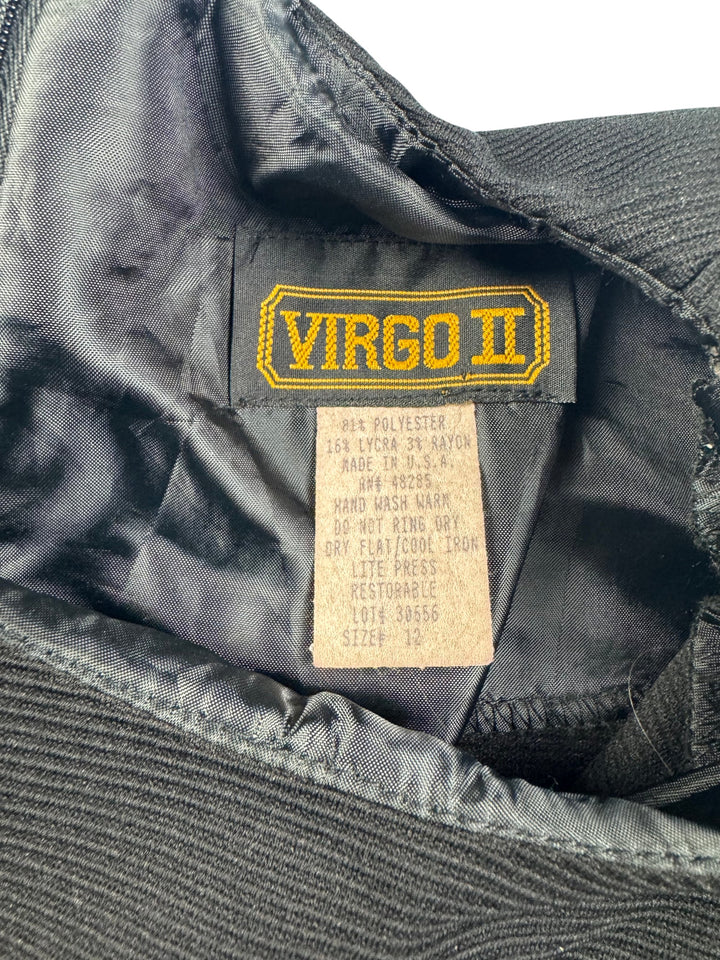 VIRGO II
81% POLYESTER
16% LYCRA 3% RAYON
MADE IN U.S.A.
RN# 48285
HAND WASH WARM
DO NOT RING DRY
DRY FLAT/COOL IRON
LITE PRESS
RESTORABLE
LOT# 30656
SIZE# 12